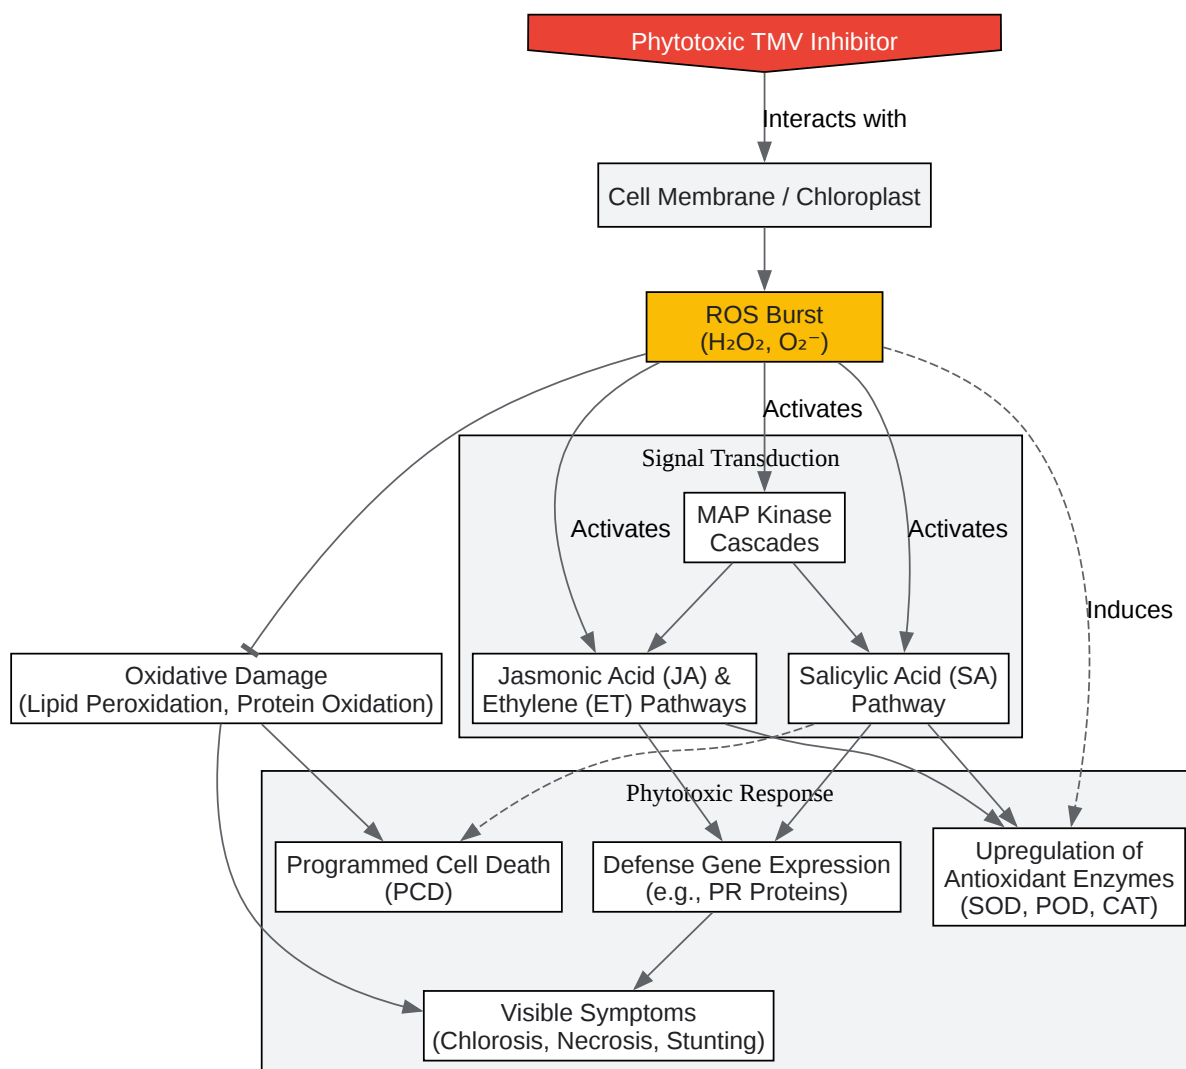 Phytotoxic TMV Inhibitor
Interacts with
Cell Membrane / Chloroplast
ROS Burst
(H₂O₂, O₂⁻)
Activates
Signal Transduction
MAP Kinase
Cascades
Activates
Activates
Induces
Oxidative Damage
(Lipid Peroxidation, Protein Oxidation)
Jasmonic Acid (JA) &
Ethylene (ET) Pathways
Salicylic Acid (SA)
Pathway
Phytotoxic Response
Programmed Cell Death
(PCD)
Defense Gene Expression
(e.g., PR Proteins)
Upregulation of
Antioxidant Enzymes
(SOD, POD, CAT)
Visible Symptoms
(Chlorosis, Necrosis, Stunting)